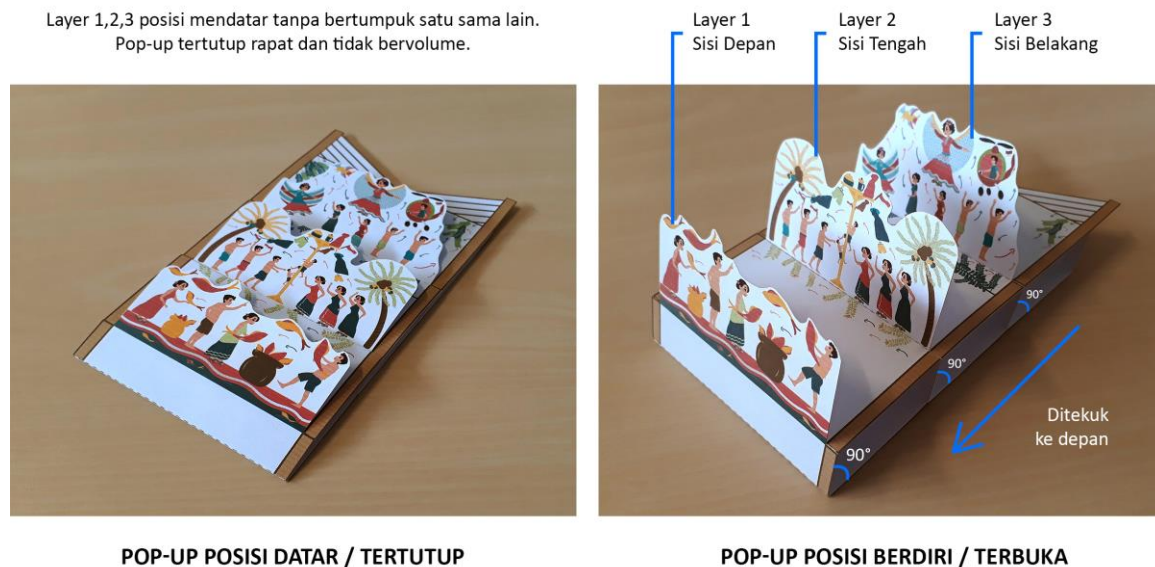 Layer 1,2,3 posisi mendatar tanpa bertumpuk satu sama lain.
Pop-up tertutup rapat dan tidak bervolume.
Layer 1
Sisi Depan
Layer 2
Sisi Tengah
Layer 3
Sisi Belakang
90°
90°
90°
Ditekuk
ke depan
POP-UP POSISI DATAR / TERTUTUP
POP-UP POSISI BERDIRI / TERBUKA